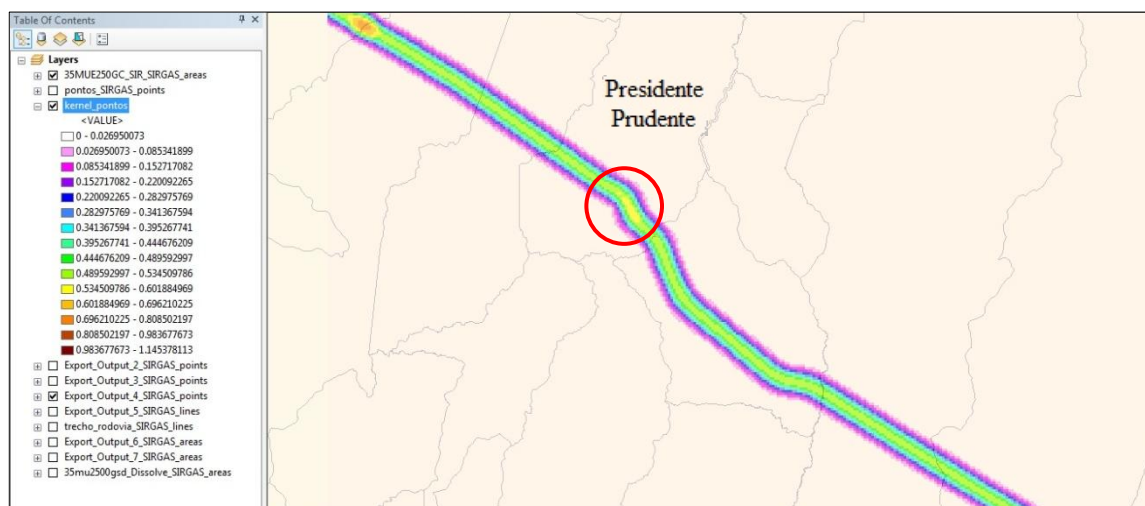 Table Of Contents
Layers
35MUE250GC_SIR_SIRGAS_areas
pontos_SIRGAS_points
kernel_pontos
<VALUE>
0 - 0.026950073
0.026950073 - 0.085341899
0.085341899 - 0.152717082
0.152717082 - 0.220092265
0.220092265 - 0.282975769
0.282975769 - 0.341367594
0.341367594 - 0.395267741
0.395267741 - 0.444676209
0.444676209 - 0.489592997
0.489592997 - 0.534509786
0.534509786 - 0.601884969
0.601884969 - 0.696210225
0.696210225 - 0.808502197
0.808502197 - 0.983677673
0.983677673 - 1.145378113
Export_Output_2_SIRGAS_points
Export_Output_3_SIRGAS_points
Export_Output_4_SIRGAS_points
Export_Output_5_SIRGAS_lines
trecho_rodovia_SIRGAS_lines
Export_Output_6_SIRGAS_areas
Export_Output_7_SIRGAS_areas
35mu2500gsd_Dissolve_SIRGAS_areas
Presidente
Prudente